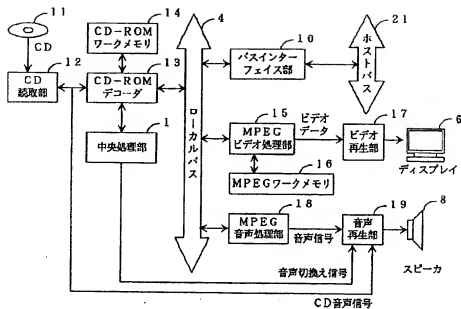 11
14
4
21
CD
12
CD-ROM
ワークメモリ
13
10
ホストバス
CD
読取部
CD-ROM
デコーダ
バスインター
フェイス部
1
中央処理部
ローカルバス
15
ビデオ
データ
17
6
MPEG
ビデオ処理部
ビデオ
再生部
ディスプレイ
16
MPEGワークメモリ
18
19
8
MPEG
音声処理部
音声信号
音声
再生部
スピーカ
音声切換え信号
CD音声信号